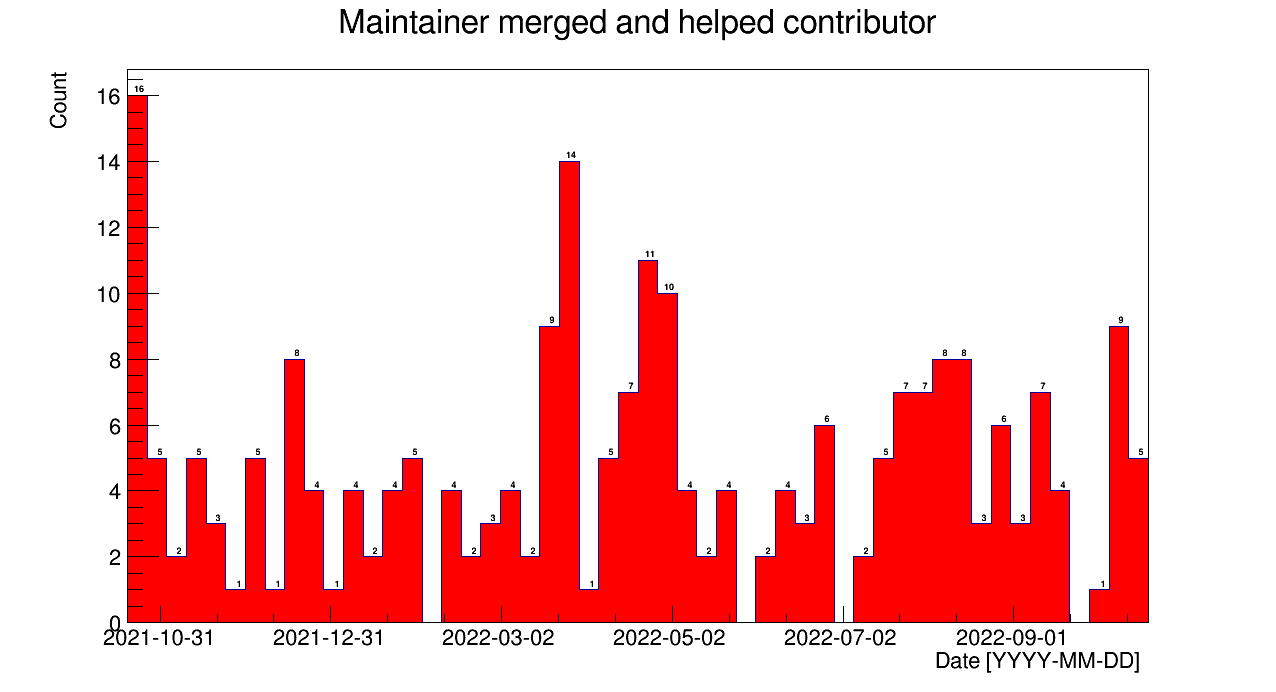 Maintainer merged and helped contributor
Count
16
14
12
10
8
6
4
2
0
0
16 5 2 5 3 1 5 1 8 4 1 4 2 4 5 4 2 3 4 2 9 14 1 5 7 11 10 4 2 4 2 4 3 6 2 5 7 7 8 8 3 6 3 7 4 1 9 5
2021-10-31 2021-12-31 2022-03-02 2022-05-02 2022-07-02 2022-09-01
Date [YYYY-MM-DD]